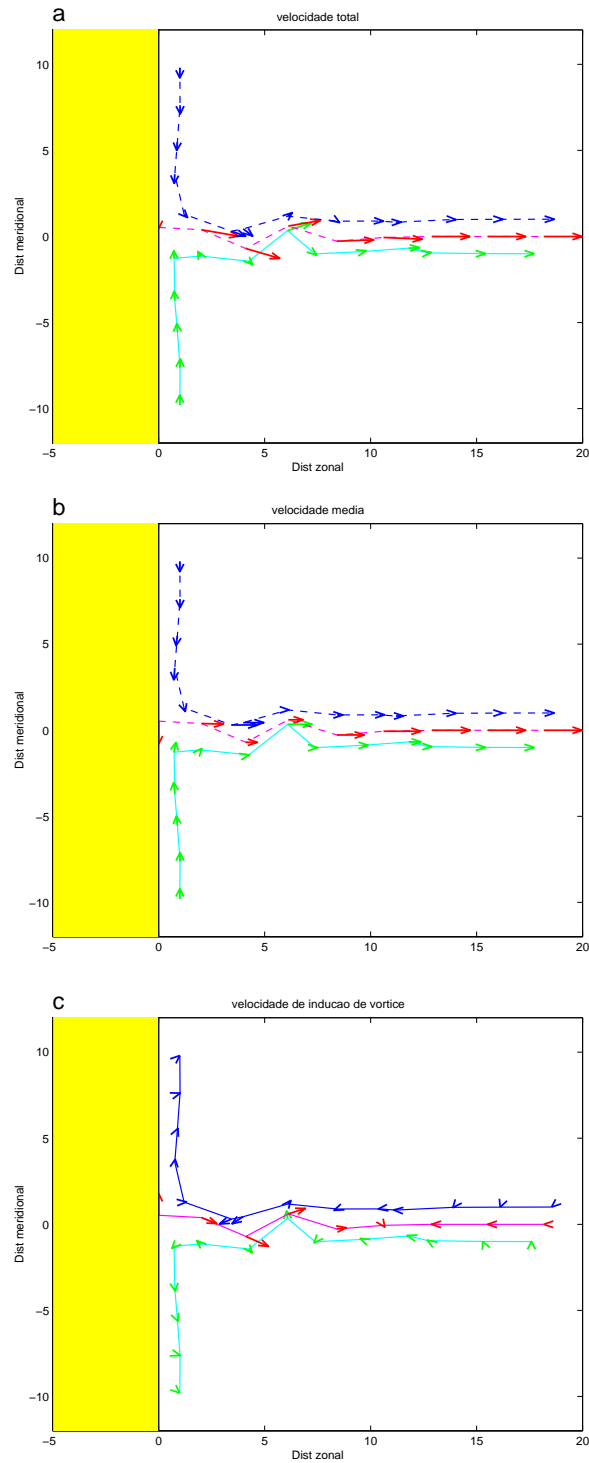 a
velocidade total
10
5
0
−5
−10
Dist meridional
−5 0 5 10 15 20
Dist zonal
b
velocidade media
10
5
0
−5
−10
Dist meridional
−5 0 5 10 15 20
c
velocidade de inducao de vortice
10
5
0
−5
−10
Dist meridional
−5 0 5 10 15 20
Dist zonal